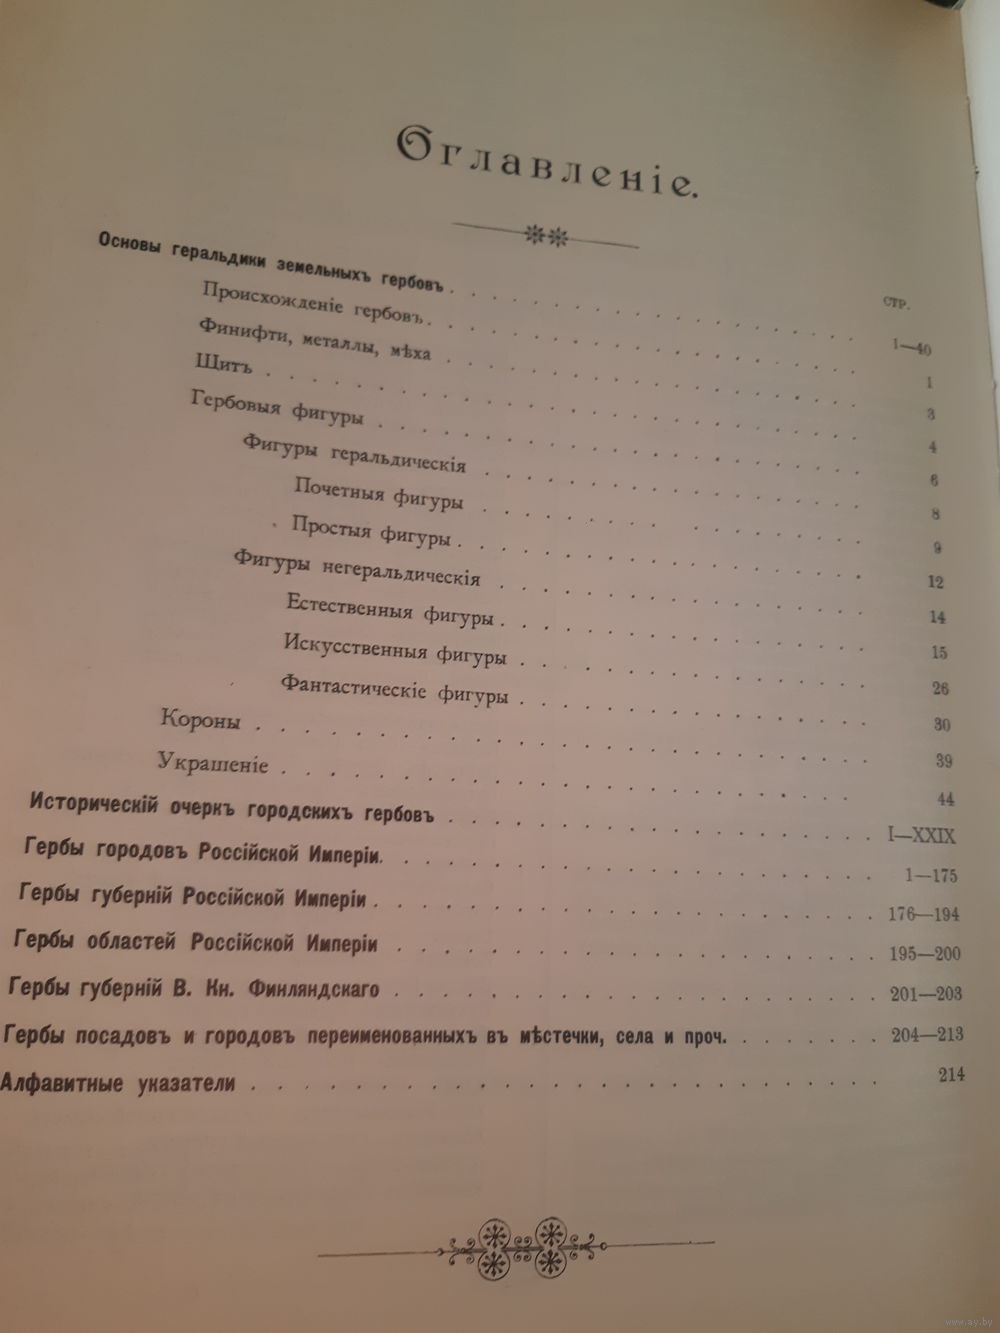 Оглавленіе.
СТР.
Основы геральдики земельныхъ гербовъ . . . . . . . . . . . . . . . . . 1—40
Происхожденіе гербовъ. . . . . . . . . . . . . . . . . 1
Финифти, металлы, мѣха . . . . . . . . . . . . . . . . . 3
Щитъ . . . . . . . . . . . . . . . . . 4
Гербовыя фигуры . . . . . . . . . . . . . . . . . 6
Фигуры геральдическія . . . . . . . . . . . . . . . . . 8
Почетныя фигуры . . . . . . . . . . . . . . . . . 9
Простыя фигуры . . . . . . . . . . . . . . . . . 12
Фигуры негеральдическія . . . . . . . . . . . . . . . . . 14
Естественныя фигуры . . . . . . . . . . . . . . . . . 15
Искусственныя фигуры . . . . . . . . . . . . . . . . . 26
Фантастическіе фигуры . . . . . . . . . . . . . . . . . 30
Короны . . . . . . . . . . . . . . . . . 39
Украшеніе . . . . . . . . . . . . . . . . . 44
Историческій очеркъ городскихъ гербовъ . . . . . . . . . . . . . . . . . I—XXIX
Гербы городовъ Россійской Имперіи. . . . . . . . . . . . . . . . . 1—175
Гербы губерній Россійской Имперіи . . . . . . . . . . . . . . . . . 176—194
Гербы областей Россійской Имперіи . . . . . . . . . . . . . . . . . 195—200
Гербы губерній В. Кн. Финляндскаго . . . . . . . . . . . . . . . . . 201—203
Гербы посадовъ и городовъ переименованныхъ въ мѣстечки, села и проч. . . . . . . . 204—213
Алфавитные указатели . . . . . . . . . . . . . . . . . 214
www.ay.by